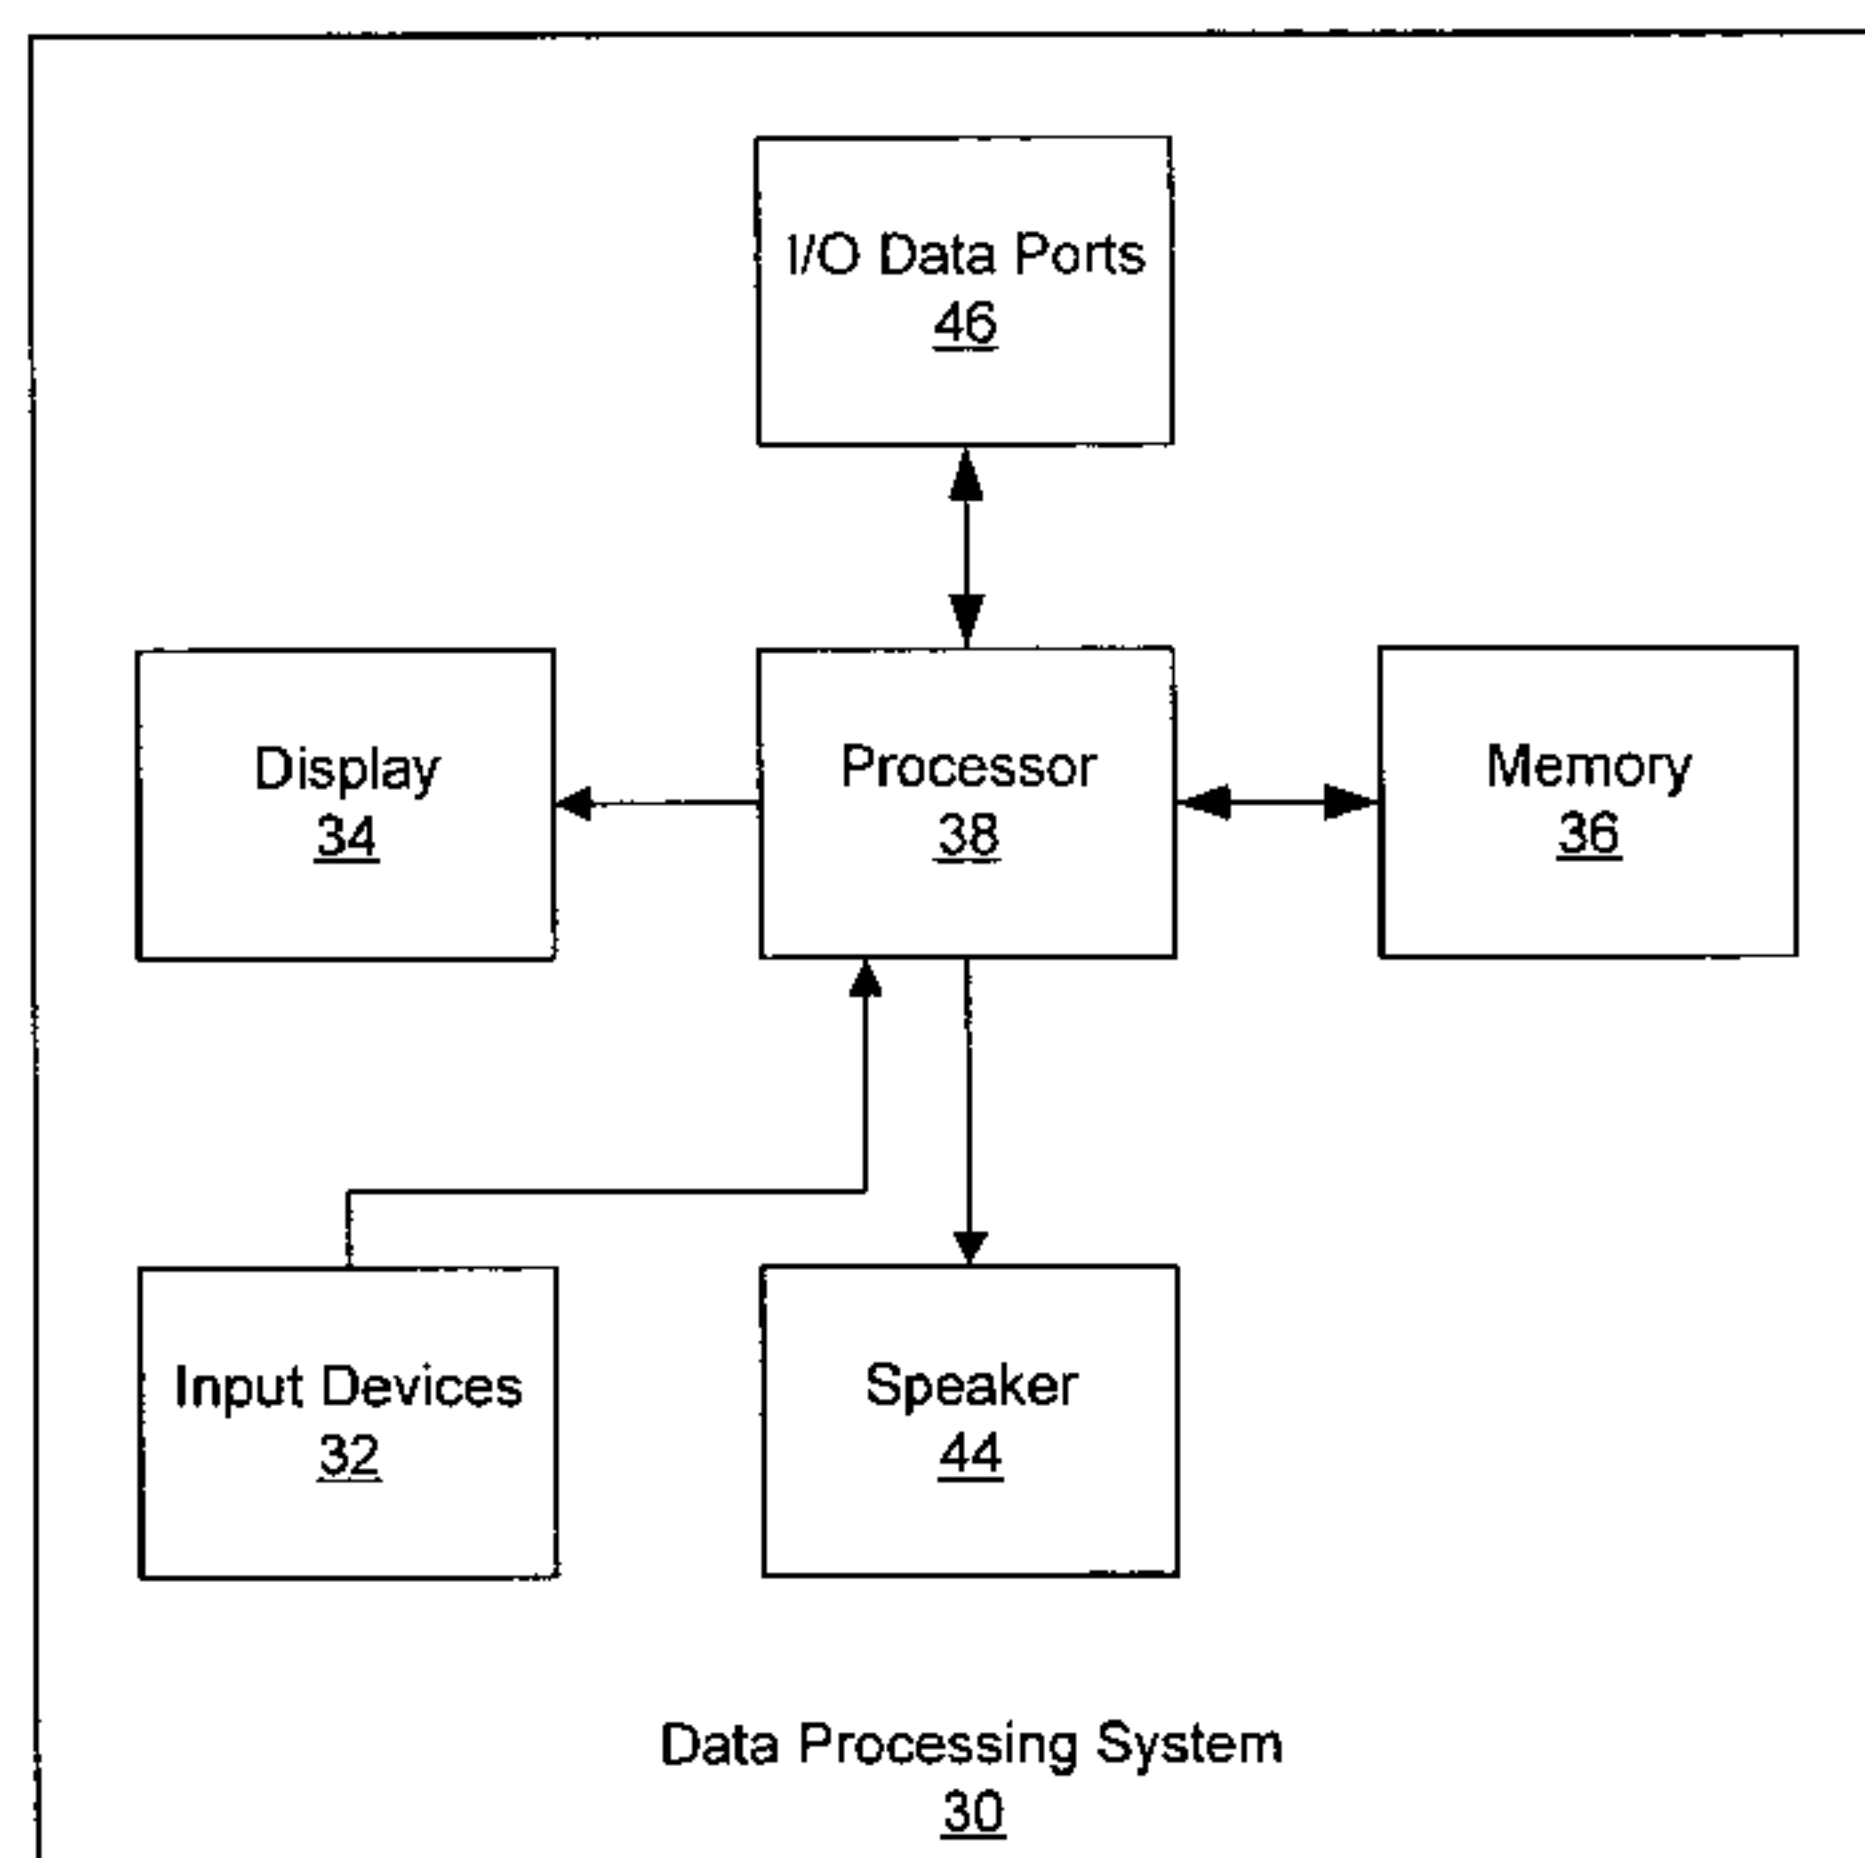 I/O Data Ports
46
Display
34
Processor
38
Memory
36
Input Devices
32
Speaker
44
Data Processing System
30